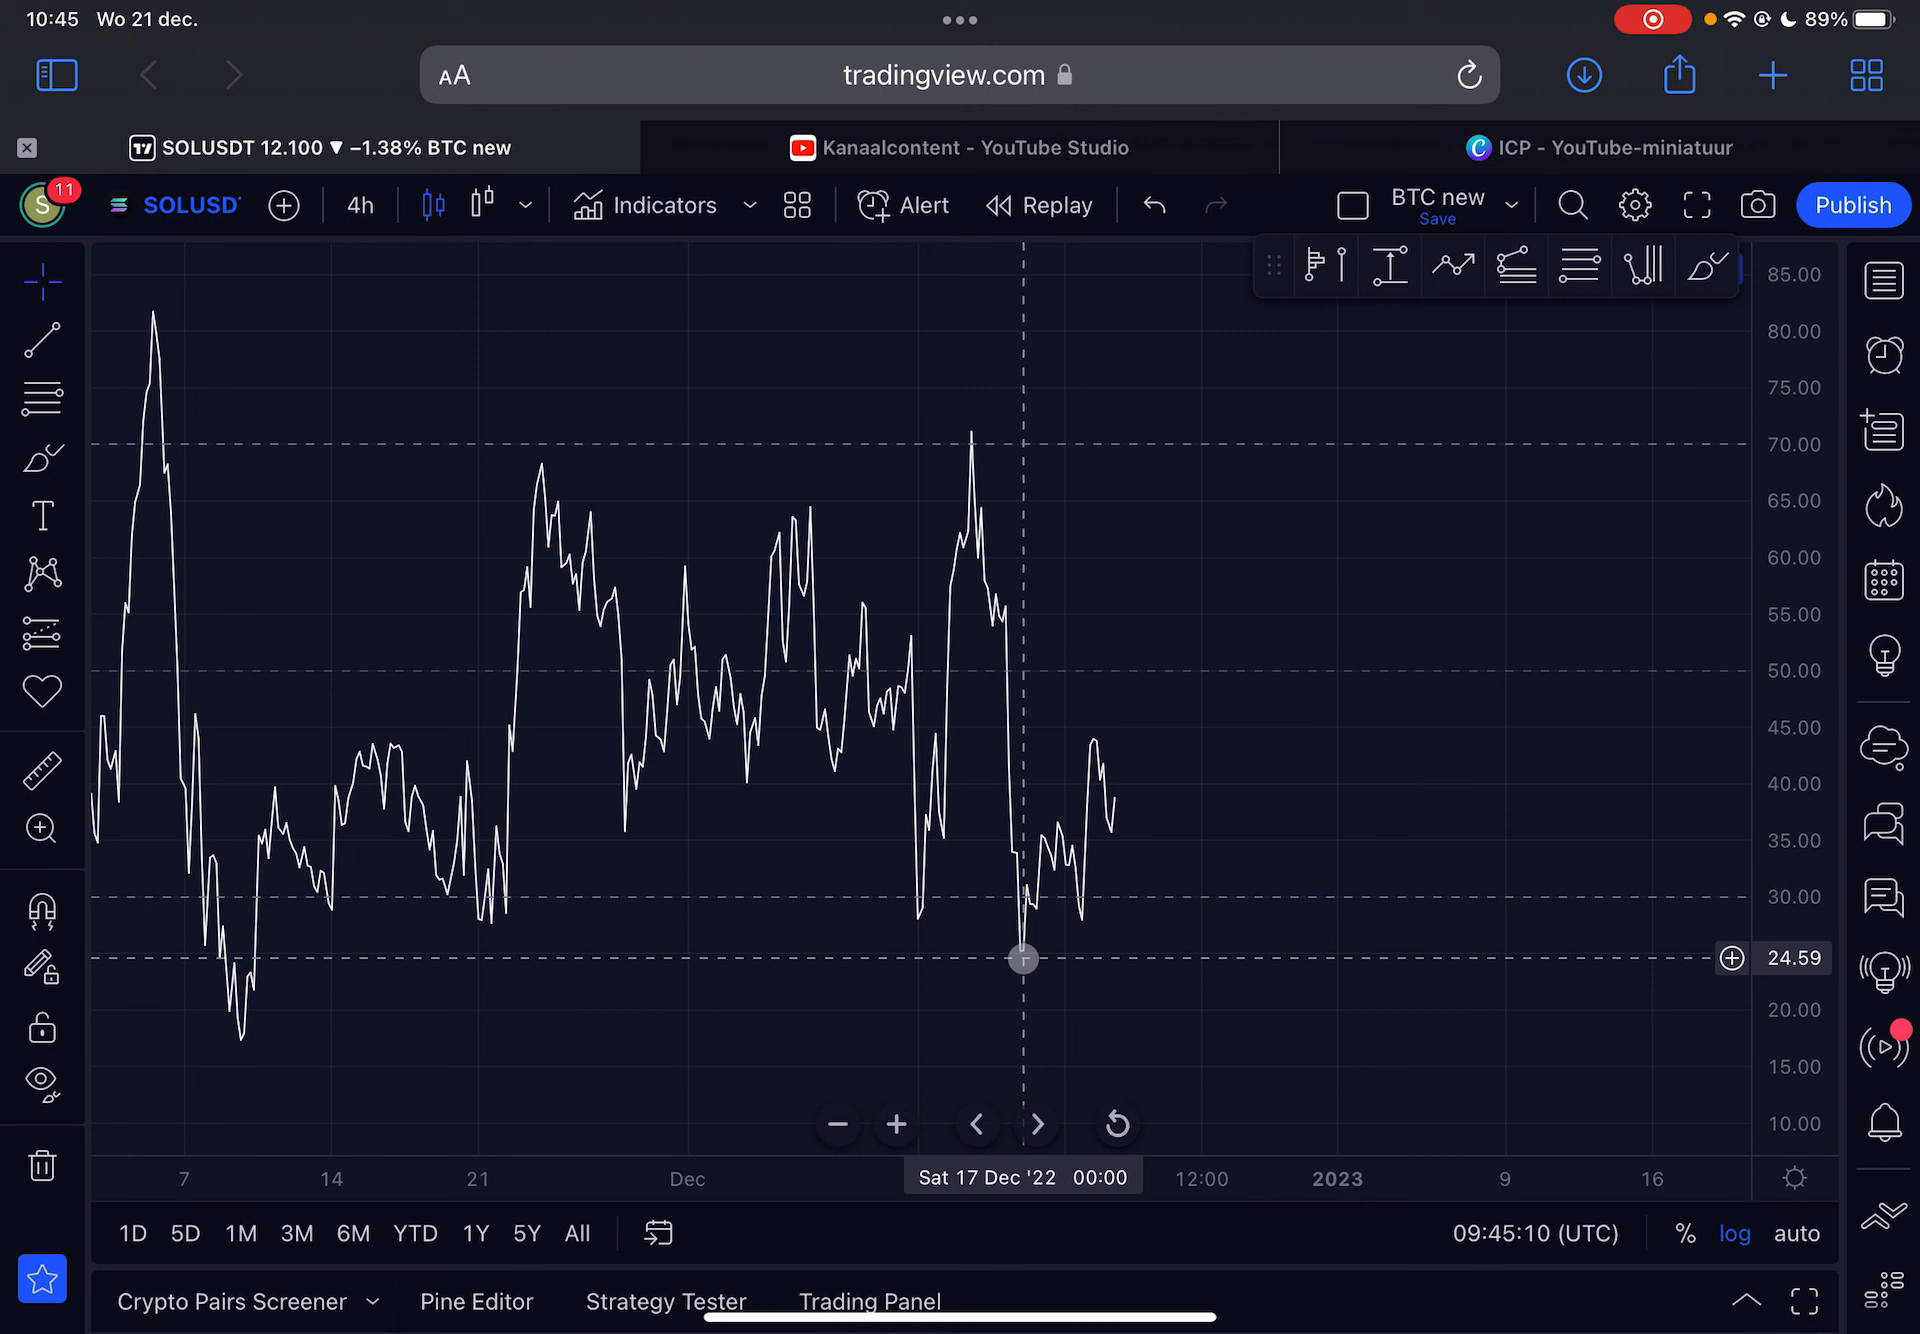 10:45 Wo 21 dec.
89%
AA
tradingview.com
SOLUSDT 12.100 ▼ −1.38% BTC new
Kanaalcontent - YouTube Studio
ICP - YouTube-miniatuur
S
11
SOLUSD
4h
Indicators
Alert
Replay
BTC new
Save
Publish
85.00
80.00
75.00
70.00
65.00
60.00
55.00
50.00
45.00
40.00
35.00
30.00
24.59
20.00
15.00
10.00
7
14
21
Dec
Sat 17 Dec '22 00:00
12:00
2023
9
16
1D 5D 1M 3M 6M YTD 1Y 5Y All
09:45:10 (UTC)
% log auto
Crypto Pairs Screener
Pine Editor
Strategy Tester
Trading Panel